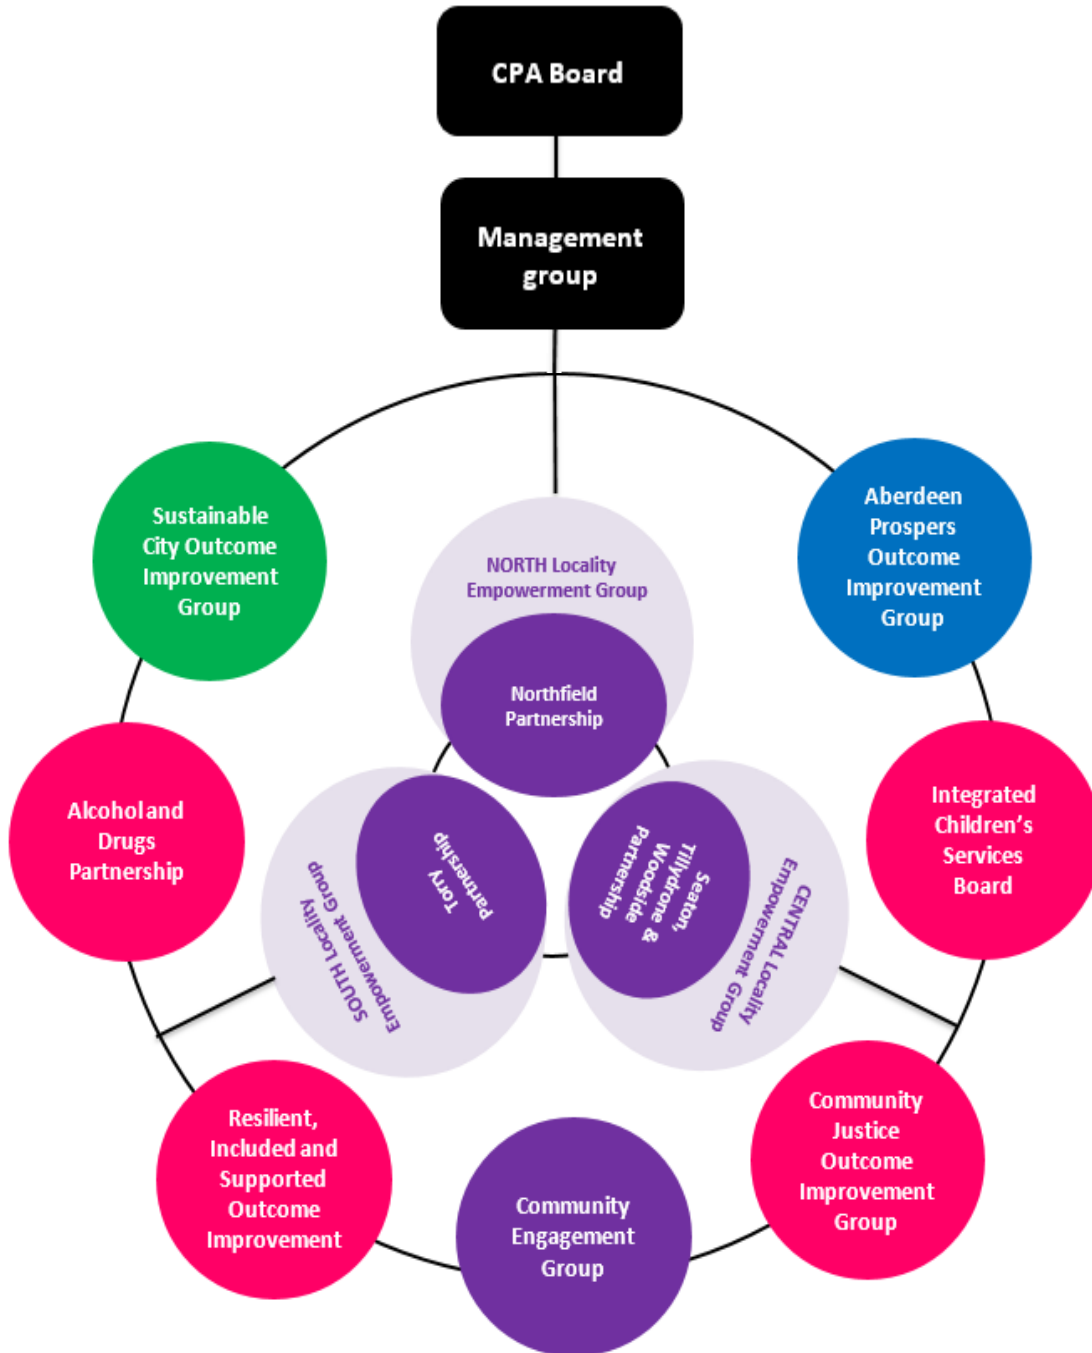 CPA Board
Management
group
Sustainable
City Outcome
Improvement
Group
Aberdeen
Prospers
Outcome
Improvement
Group
NORTH Locality
Empowerment Group
Northfield
Partnership
Alcohol and
Drugs
Partnership
Torry
Partnership
SOUTH Locality
Empowerment Group
Seaton,
Tillydrone &
Woodside
Partnership
CENTRAL Locality
Empowerment Group
Integrated
Children’s
Services
Board
Resilient,
Included and
Supported
Outcome
Improvement
Community
Engagement
Group
Community
Justice
Outcome
Improvement
Group